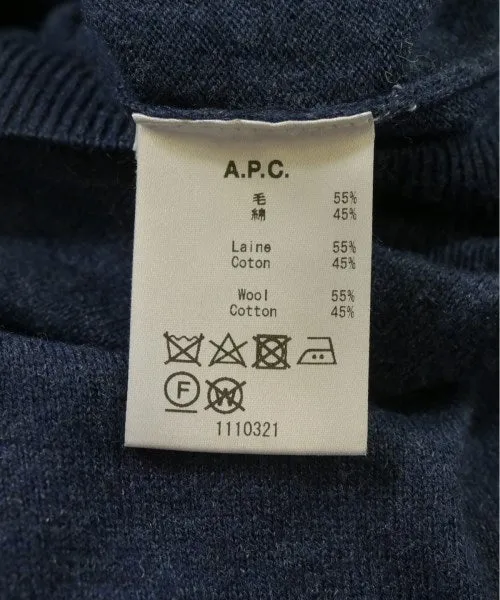 A.P.C.
毛 55%
綿 45%
Laine 55%
Coton 45%
Wool 55%
Cotton 45%
F W
1110321